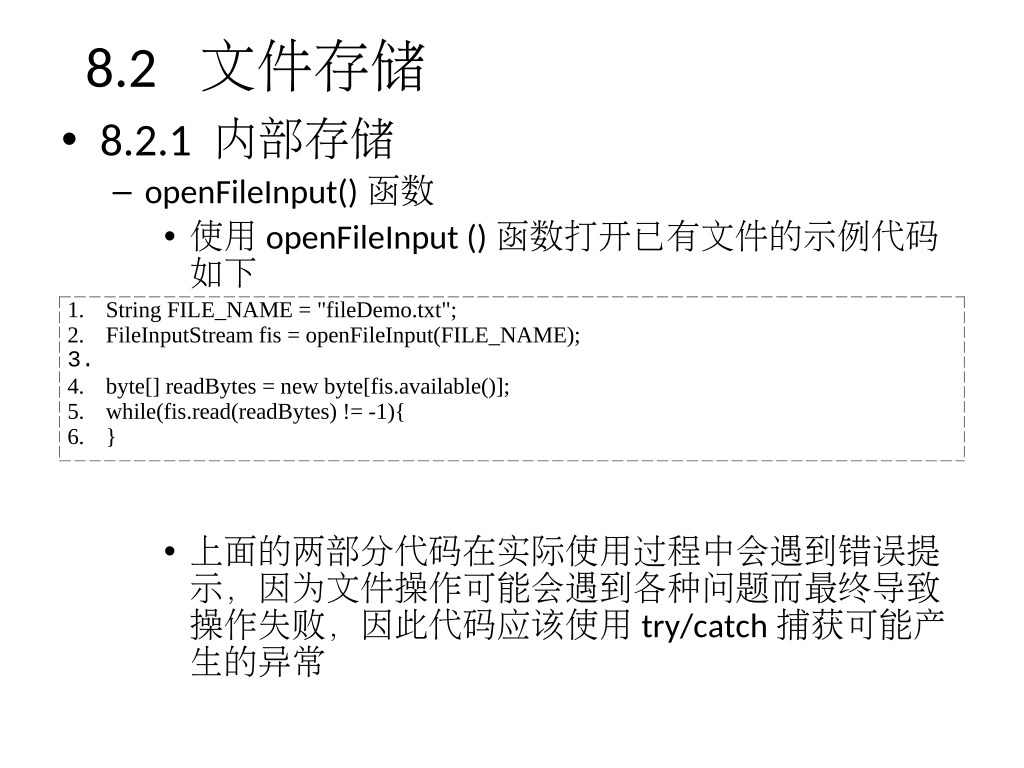 8.2 文件存储
• 8.2.1 内部存储
– openFileInput() 函数
• 使用 openFileInput () 函数打开已有文件的示例代码
如下
1. String FILE_NAME = "fileDemo.txt";
2. FileInputStream fis = openFileInput(FILE_NAME);
3.
4. byte[] readBytes = new byte[fis.available()];
5. while(fis.read(readBytes) != -1){
6. }
• 上面的两部分代码在实际使用过程中会遇到错误提
示，因为文件操作可能会遇到各种问题而最终导致
操作失败，因此代码应该使用 try/catch 捕获可能产
生的异常